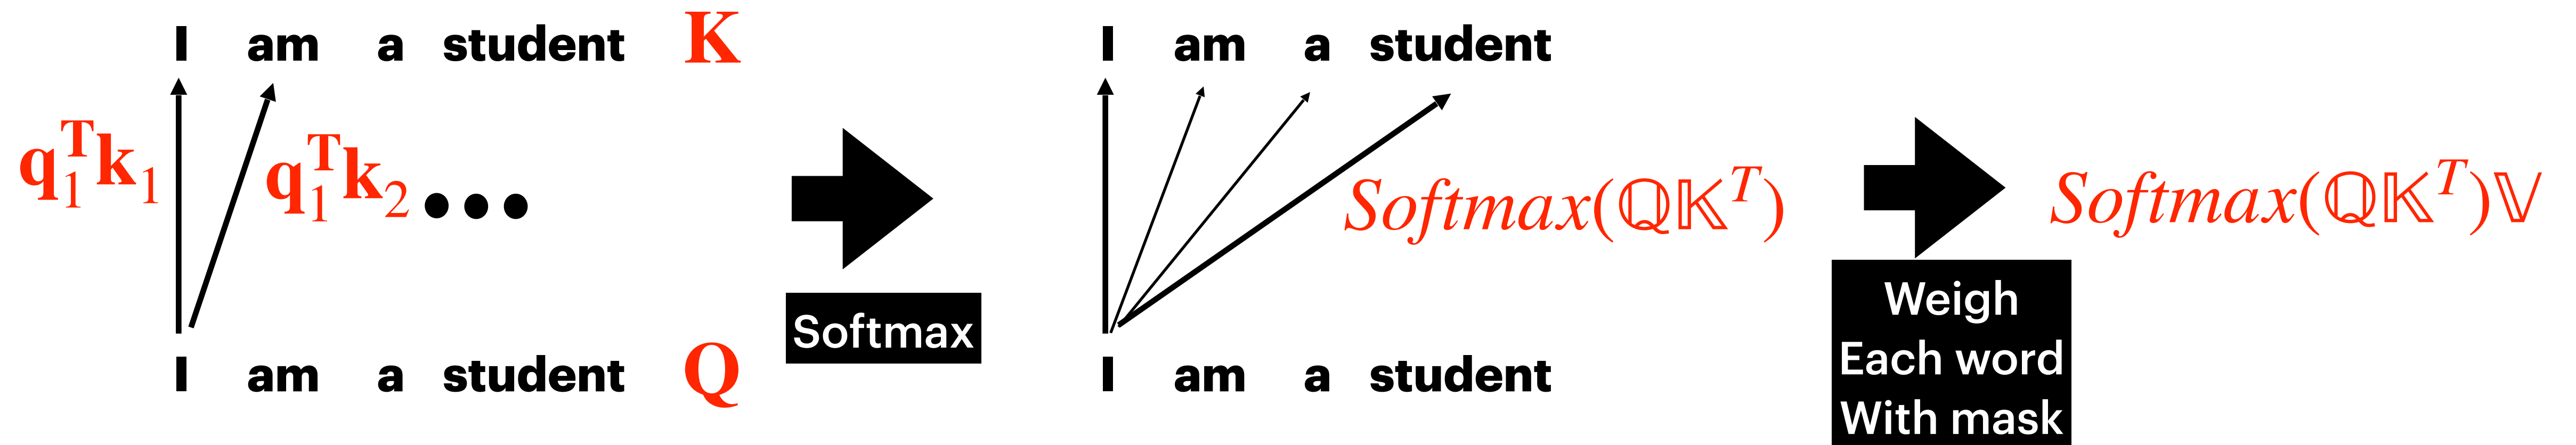 I am a student K
q₁ᵀk₁ q₁ᵀk₂ •••
I am a student Q
Softmax
I am a student
Softmax(ℚ𝕂ᵀ)
I am a student
Weigh
Each word
With mask
Softmax(ℚ𝕂ᵀ)𝕍